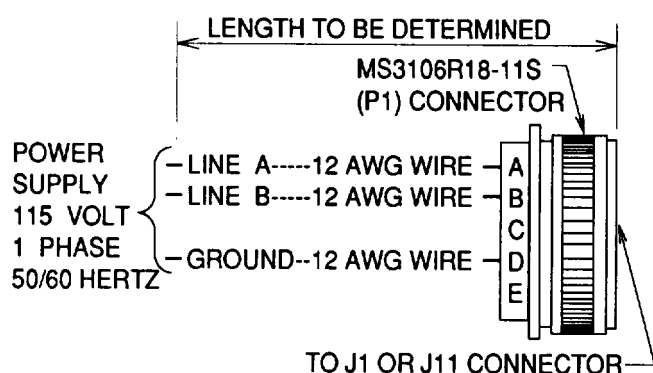 LENGTH TO BE DETERMINED
MS3106R18-11S
(P1) CONNECTOR
POWER
SUPPLY
115 VOLT
1 PHASE
50/60 HERTZ
LINE A-----12 AWG WIRE
LINE B-----12 AWG WIRE
GROUND--12 AWG WIRE
A
B
C
D
E
TO J1 OR J11 CONNECTOR